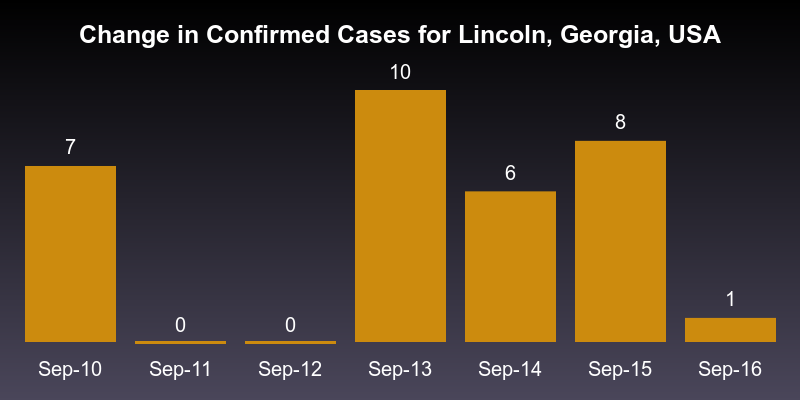 Change in Confirmed Cases for Lincoln, Georgia, USA
7
0
0
10
6
8
1
Sep-10
Sep-11
Sep-12
Sep-13
Sep-14
Sep-15
Sep-16